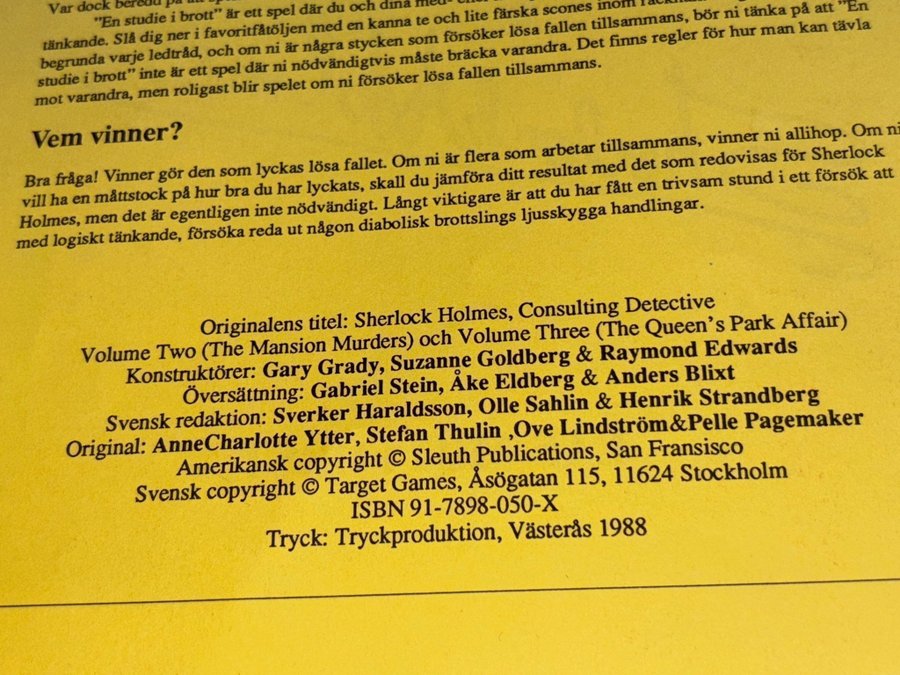 Var dock beredd på att
"En studie i brott" är ett spel där du och dina
tänkande. Slå dig ner i favoritfåtöljen med en kanna te och lite färska scones inom
begrunda varje ledtråd, och om ni är några stycken som försöker lösa fallen tillsammans, bör ni tänka på att "En
studie i brott" inte är ett spel där ni nödvändigtvis måste bräcka varandra. Det finns regler för hur man kan tävla
mot varandra, men roligast blir spelet om ni försöker lösa fallen tillsammans.
Vem vinner?
Bra fråga! Vinner gör den som lyckas lösa fallet. Om ni är flera som arbetar tillsammans, vinner ni allihop. Om ni
vill ha en måttstock på hur bra du har lyckats, skall du jämföra ditt resultat med det som redovisas för Sherlock
Holmes, men det är egentligen inte nödvändigt. Långt viktigare är att du har fått en trivsam stund i ett försök att
med logiskt tänkande, försöka reda ut någon diabolisk brottslings ljusskygga handlingar.
Originalens titel: Sherlock Holmes, Consulting Detective
Volume Two (The Mansion Murders) och Volume Three (The Queen's Park Affair)
Konstruktörer: Gary Grady, Suzanne Goldberg & Raymond Edwards
Översättning: Gabriel Stein, Åke Eldberg & Anders Blixt
Svensk redaktion: Sverker Haraldsson, Olle Sahlin & Henrik Strandberg
Original: AnneCharlotte Ytter, Stefan Thulin ,Ove Lindström&Pelle Pagemaker
Amerikansk copyright © Sleuth Publications, San Fransisco
Svensk copyright © Target Games, Åsögatan 115, 11624 Stockholm
ISBN 91-7898-050-X
Tryck: Tryckproduktion, Västerås 1988